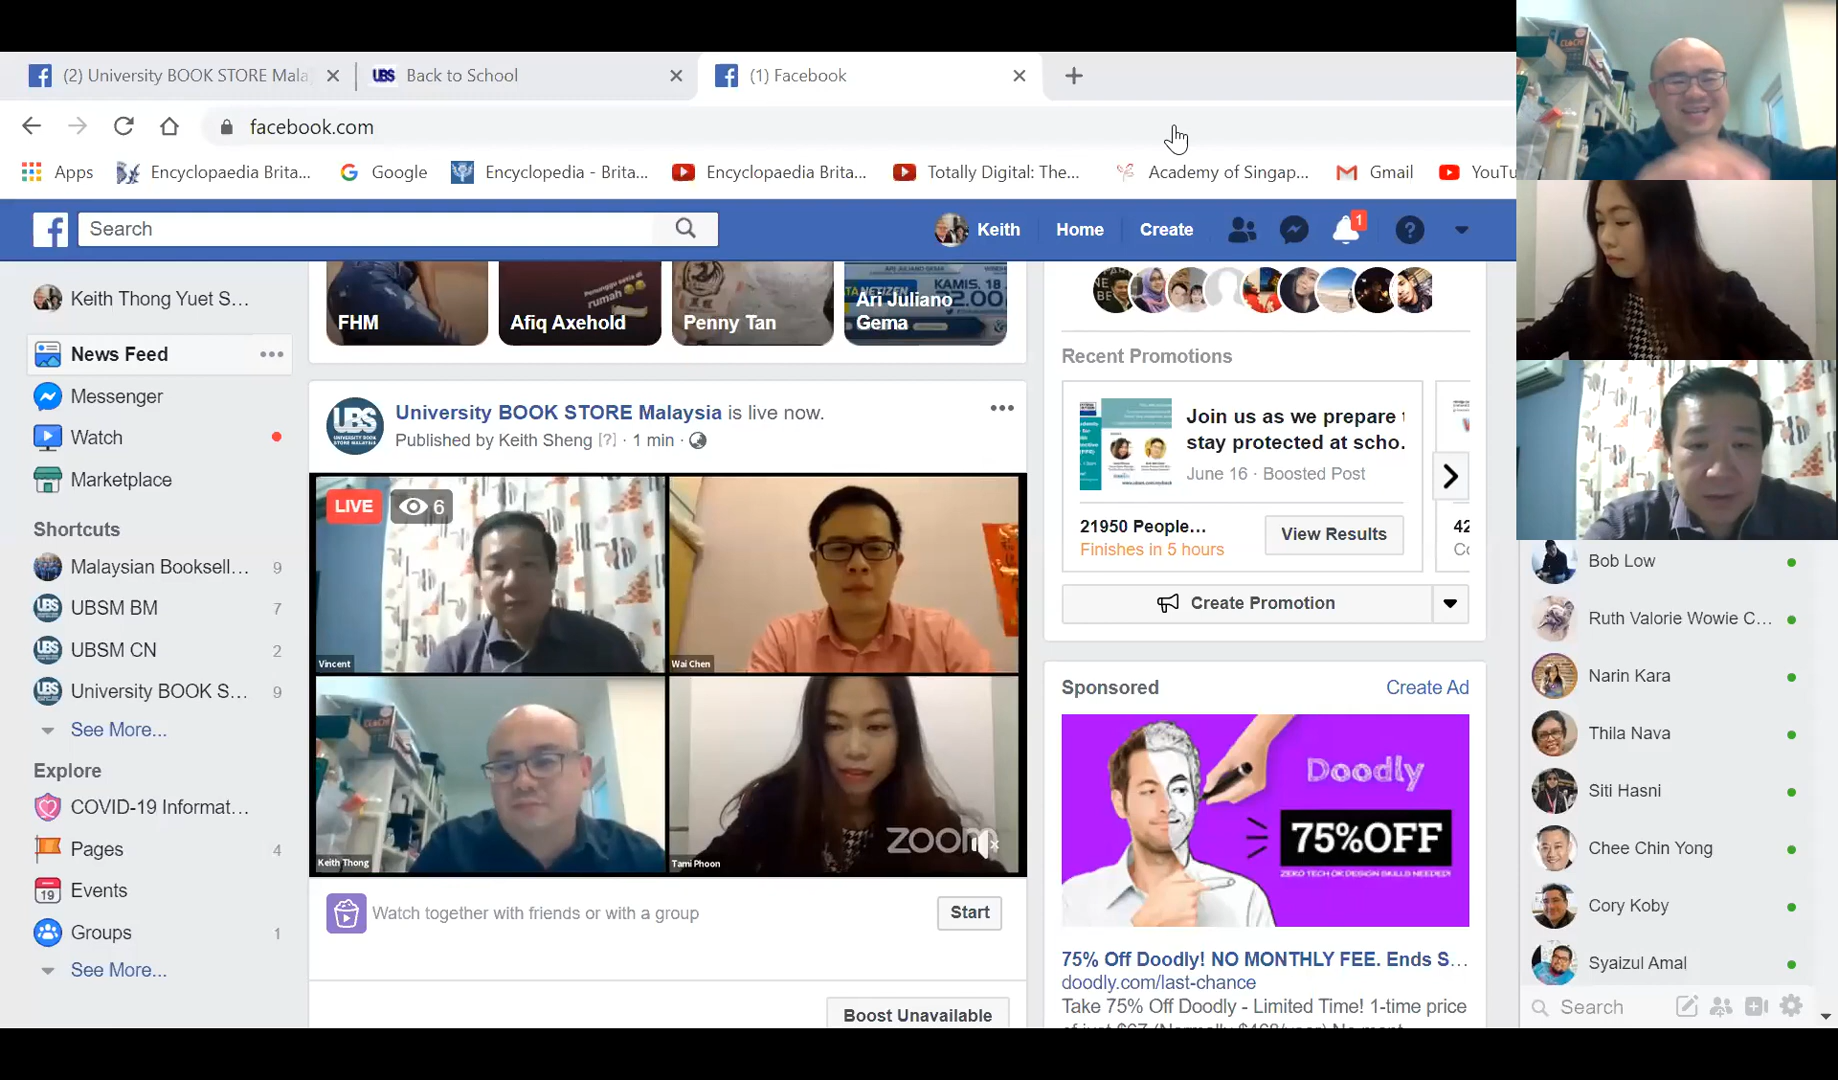 (2) University BOOK STORE Mala
UBS Back to School
(1) Facebook
facebook.com
Apps
Encyclopaedia Brita...
Google
Encyclopedia - Brita...
Encyclopaedia Brita...
Totally Digital: The...
Academy of Singap...
Gmail
YouTu
Search
Keith
Home
Create
1
Keith Thong Yuet S...
News Feed
Messenger
Watch
Marketplace
Shortcuts
Malaysian Booksell... 9
UBSM BM 7
UBSM CN 2
University BOOK S... 9
See More...
Explore
COVID-19 Informat...
Pages 4
Events
19
Groups 1
See More...
FHM
Penunggu setia di
rumah
Afiq Axehold
Penny Tan
KAMIS, 18
Ari Juliano
Gema
UBS
University BOOK STORE Malaysia is live now.
Published by Keith Sheng [?] · 1 min ·
LIVE 6
Vincent
Wai Chen
Keith Thong
Tami Phoon
zoom
Watch together with friends or with a group
Start
Boost Unavailable
Recent Promotions
Join us as we prepare t
stay protected at scho.
June 16 · Boosted Post
21950 People...
Finishes in 5 hours
View Results
42
Create Promotion
Sponsored
Create Ad
Doodly
75%OFF
ZERO TECH OR DESIGN SKILLS NEEDED!
75% Off Doodly! NO MONTHLY FEE. Ends S...
doodly.com/last-chance
Take 75% Off Doodly - Limited Time! 1-time price
Bob Low
Ruth Valorie Wowie C...
Narin Kara
Thila Nava
Siti Hasni
Chee Chin Yong
Cory Koby
Syaizul Amal
Search